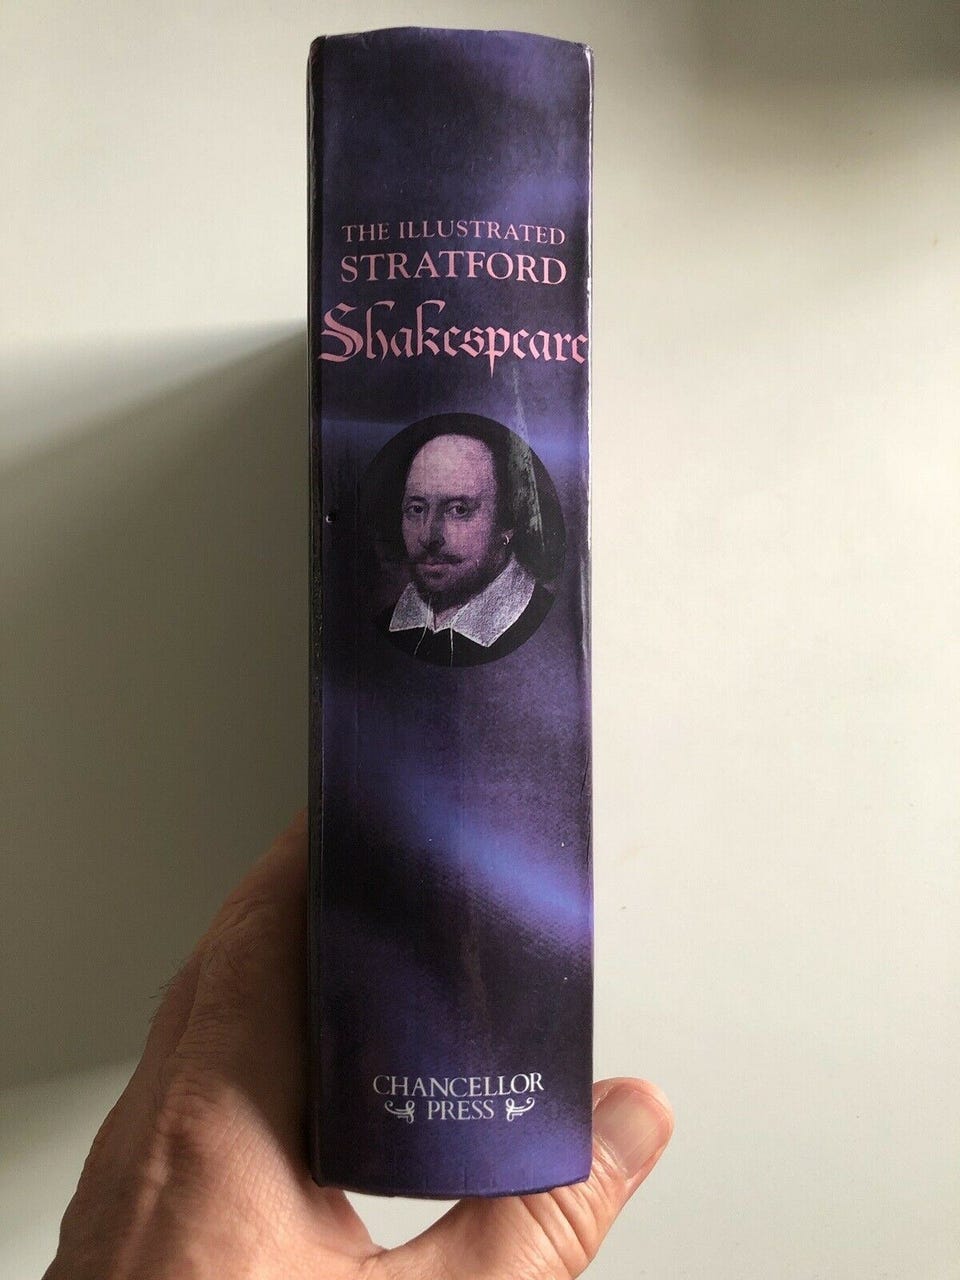 THE ILLUSTRATED
STRATFORD
Shakespeare
CHANCELLOR
PRESS